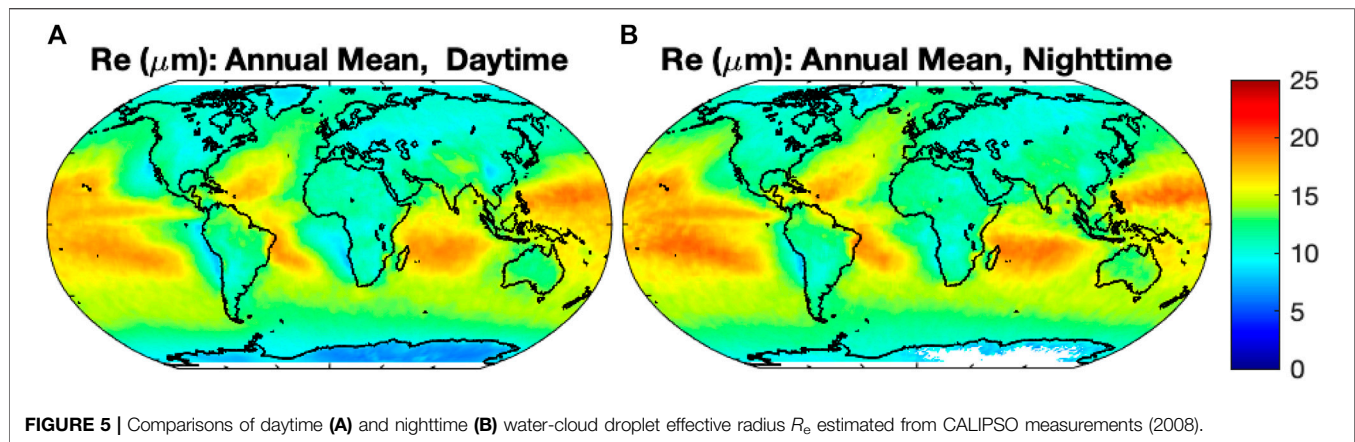 A
Re (μm): Annual Mean, Daytime
B
Re (μm): Annual Mean, Nighttime
25
20
15
10
5
0
FIGURE 5 | Comparisons of daytime (A) and nighttime (B) water-cloud droplet effective radius Re estimated from CALIPSO measurements (2008).